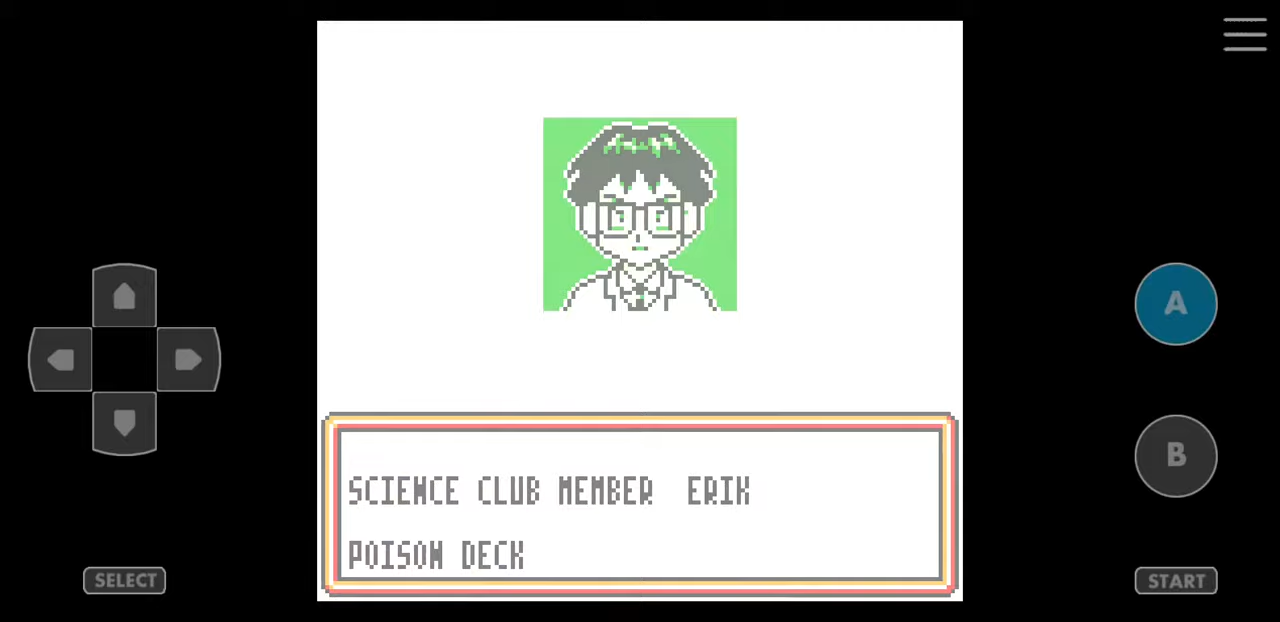 A
SCIENCE CLUB MEMBER ERIK
B
POISON DECK
SELECT
START